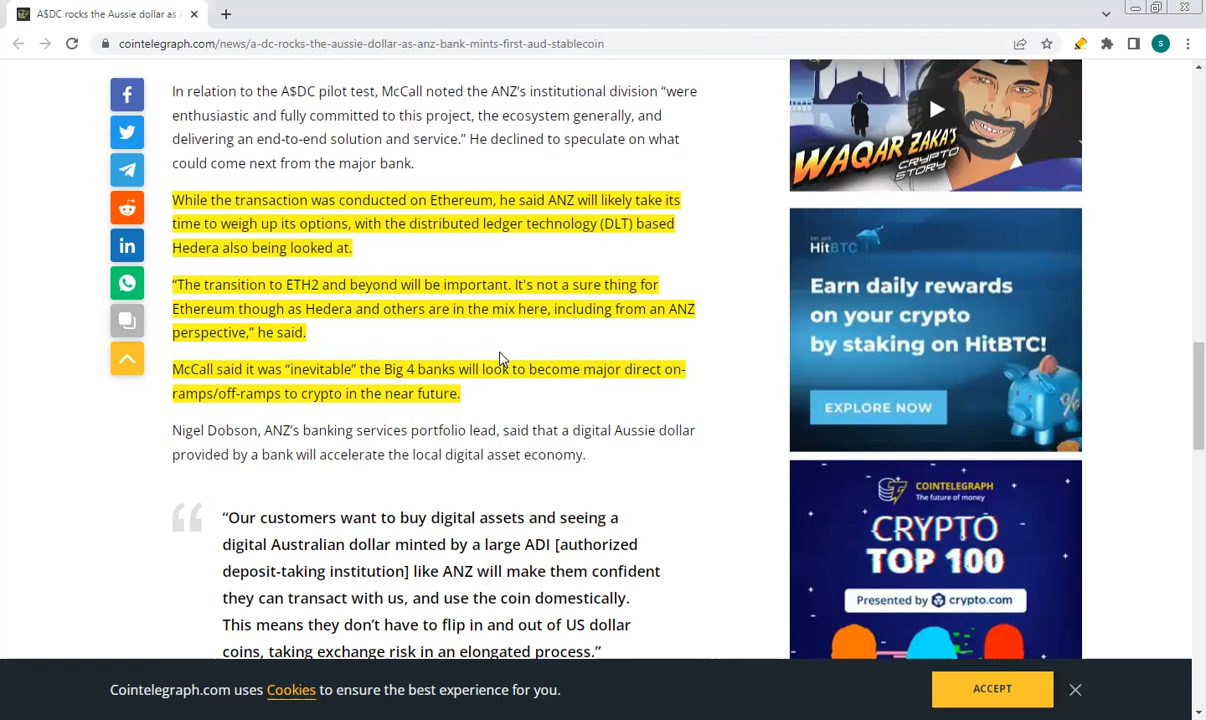 A$DC rocks the Aussie dollar as
cointelegraph.com/news/a-dc-rocks-the-aussie-dollar-as-anz-bank-mints-first-aud-stablecoin
S
In relation to the A$DC pilot test, McCall noted the ANZ's institutional division “were
enthusiastic and fully committed to this project, the ecosystem generally, and
delivering an end-to-end solution and service.” He declined to speculate on what
could come next from the major bank.
While the transaction was conducted on Ethereum, he said ANZ will likely take its
time to weigh up its options, with the distributed ledger technology (DLT) based
Hedera also being looked at.
“The transition to ETH2 and beyond will be important. It's not a sure thing for
Ethereum though as Hedera and others are in the mix here, including from an ANZ
perspective,” he said.
McCall said it was “inevitable” the Big 4 banks will look to become major direct on-
ramps/off-ramps to crypto in the near future.
Nigel Dobson, ANZ’s banking services portfolio lead, said that a digital Aussie dollar
provided by a bank will accelerate the local digital asset economy.
“Our customers want to buy digital assets and seeing a
digital Australian dollar minted by a large ADI [authorized
deposit-taking institution] like ANZ will make them confident
they can transact with us, and use the coin domestically.
This means they don’t have to flip in and out of US dollar
coins, taking exchange risk in an elongated process.”
WAQAR ZAKA'S
CRYPTO
STORY
HitBTC
Earn daily rewards
on your crypto
by staking on HitBTC!
EXPLORE NOW
COINTELEGRAPH
The future of money
CRYPTO
TOP 100
Presented by crypto.com
Cointelegraph.com uses Cookies to ensure the best experience for you.
ACCEPT